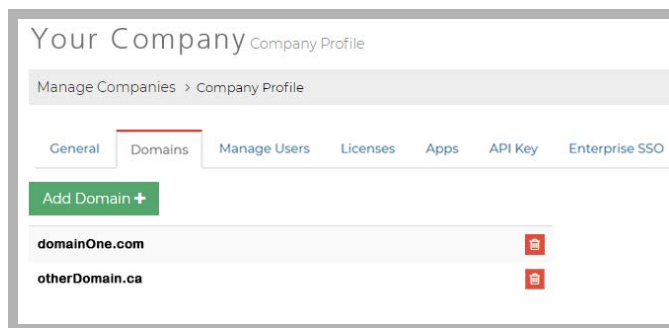 Your Company Company Profile
Manage Companies > Company Profile
General Domains Manage Users Licenses Apps API Key Enterprise SSO
Add Domain +
domainOne.com
otherDomain.ca